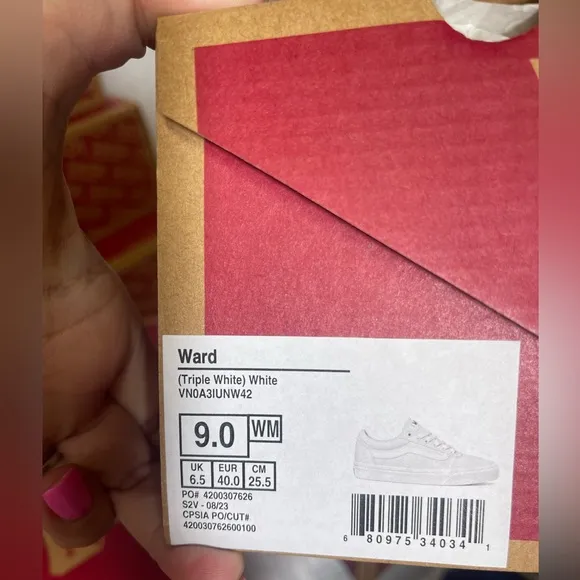 Ward
(Triple White) White
VN0A3IUNW42
9.0 WM
UK EUR CM
6.5 40.0 25.5
PO# 4200307626
S2V - 08/23
CPSIA PO/CUT#
420030762600100
6 80975 34034 1